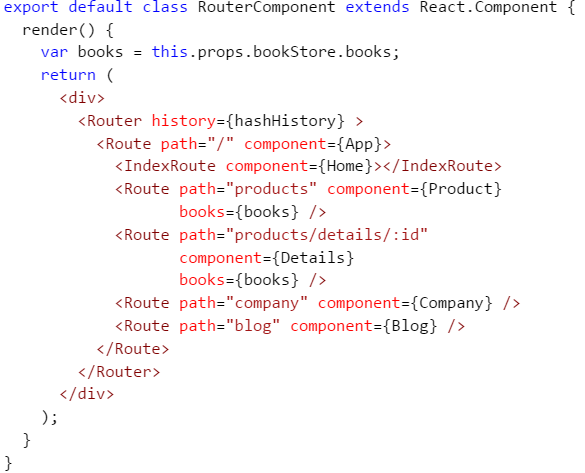 export default class RouterComponent extends React.Component {
  render() {
    var books = this.props.bookStore.books;
    return (
      <div>
        <Router history={hashHistory} >
          <Route path="/" component={App}>
            <IndexRoute component={Home}></IndexRoute>
            <Route path="products" component={Product}
                   books={books} />
            <Route path="products/details/:id"
                   component={Details}
                   books={books} />
            <Route path="company" component={Company} />
            <Route path="blog" component={Blog} />
          </Route>
        </Router>
      </div>
    );
  }
}